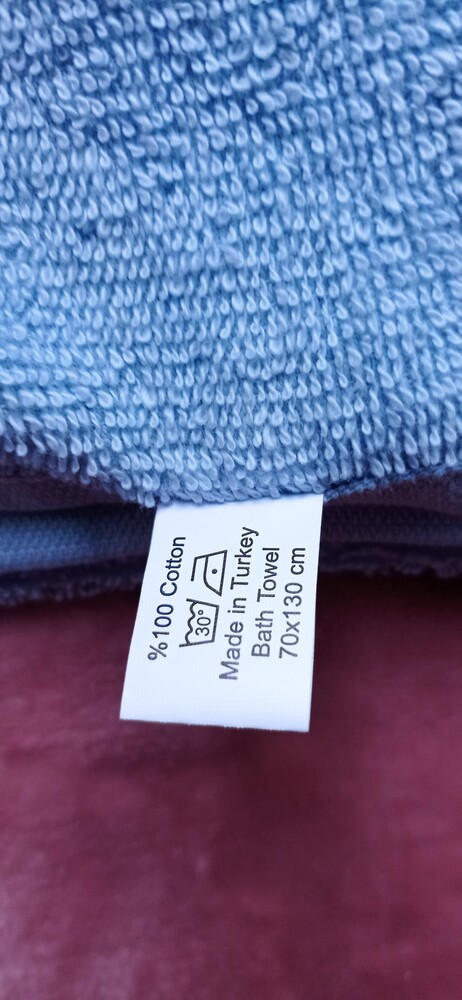 %100 Cotton
30°
Made in Turkey
Bath Towel
70x130 cm